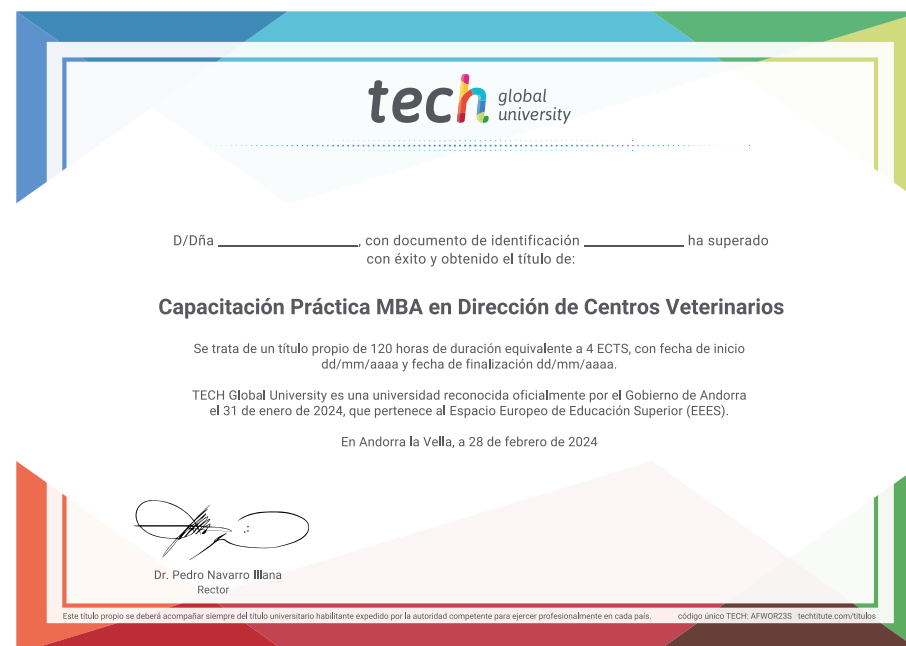 tech global university
D/Dña ______________, con documento de identificación __________ ha superado
con éxito y obtenido el título de:
Capacitación Práctica MBA en Dirección de Centros Veterinarios
Se trata de un título propio de 120 horas de duración equivalente a 4 ECTS, con fecha de inicio
dd/mm/aaaa y fecha de finalización dd/mm/aaaa.
TECH Global University es una universidad reconocida oficialmente por el Gobierno de Andorra
el 31 de enero de 2024, que pertenece al Espacio Europeo de Educación Superior (EEES).
En Andorra la Vella, a 28 de febrero de 2024
Dr. Pedro Navarro Illana
Rector
Este título propio se deberá acompañar siempre del título universitario habilitante expedido por la autoridad competente para ejercer profesionalmente en cada país. código único TECH: AFWOR23S techtitute.com/titulos